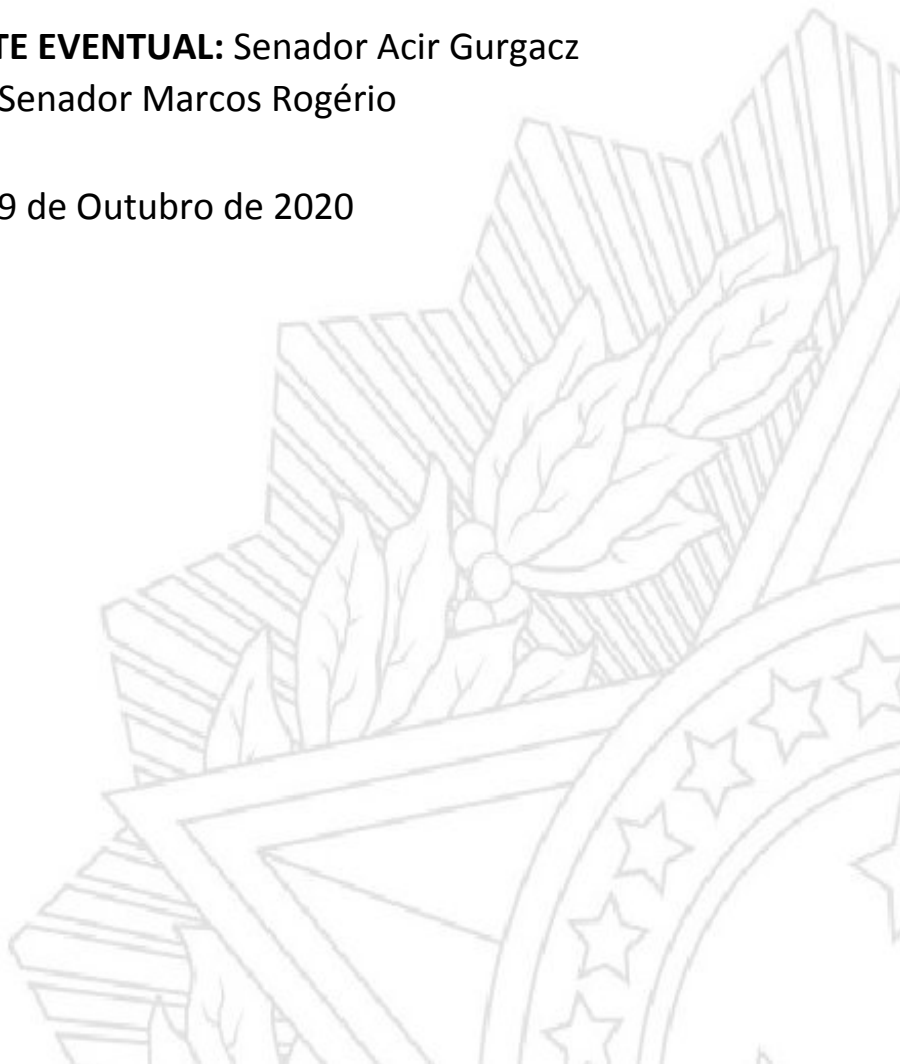 TE EVENTUAL: Senador Acir Gurgacz
Senador Marcos Rogério
9 de Outubro de 2020